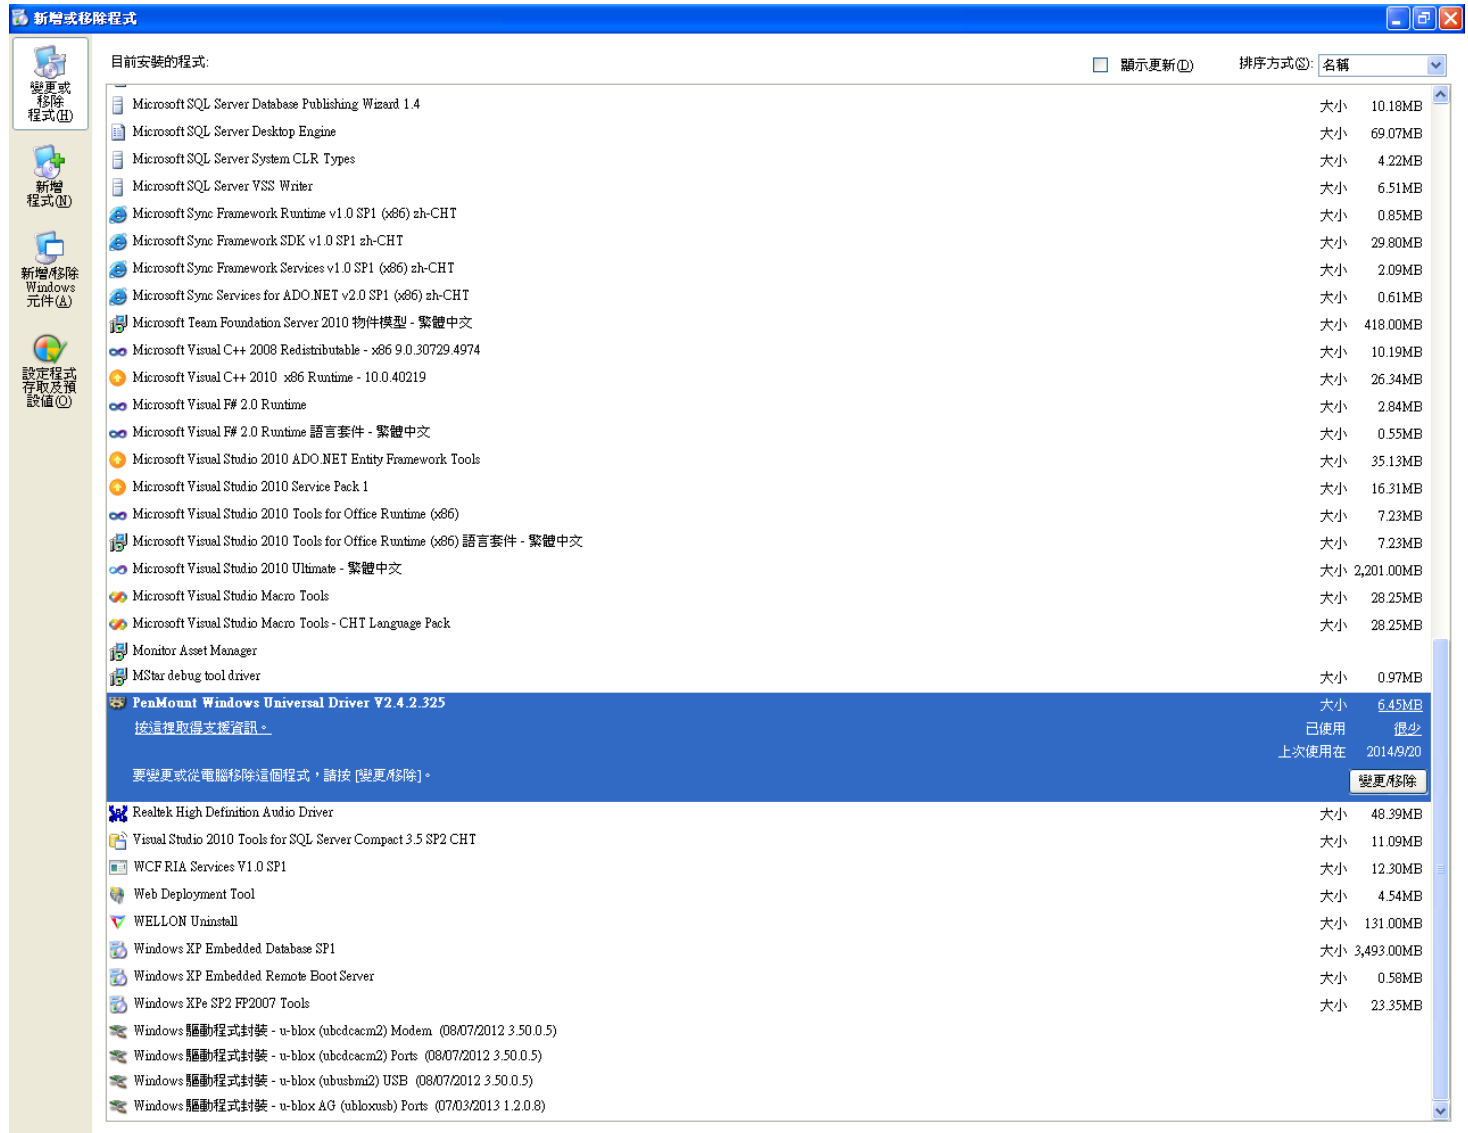 新增或移除程式
變更或
移除
程式(H)
新增
程式(N)
新增/移除
Windows
元件(A)
設定程式
存取及預
設值(O)
目前安裝的程式:
顯示更新(D)
排序方式(S): 名稱
Microsoft SQL Server Database Publishing Wizard 1.4 大小 10.18MB
Microsoft SQL Server Desktop Engine 大小 69.07MB
Microsoft SQL Server System CLR Types 大小 4.22MB
Microsoft SQL Server VSS Writer 大小 6.51MB
Microsoft Sync Framework Runtime v1.0 SP1 (x86) zh-CHT 大小 0.85MB
Microsoft Sync Framework SDK v1.0 SP1 zh-CHT 大小 29.80MB
Microsoft Sync Framework Services v1.0 SP1 (x86) zh-CHT 大小 2.09MB
Microsoft Sync Services for ADO.NET v2.0 SP1 (x86) zh-CHT 大小 0.61MB
Microsoft Team Foundation Server 2010 物件模型 - 繁體中文 大小 418.00MB
Microsoft Visual C++ 2008 Redistributable - x86 9.0.30729.4974 大小 10.19MB
Microsoft Visual C++ 2010 x86 Runtime - 10.0.40219 大小 26.34MB
Microsoft Visual F# 2.0 Runtime 大小 2.84MB
Microsoft Visual F# 2.0 Runtime 語言套件 - 繁體中文 大小 0.55MB
Microsoft Visual Studio 2010 ADO.NET Entity Framework Tools 大小 35.13MB
Microsoft Visual Studio 2010 Service Pack 1 大小 16.31MB
Microsoft Visual Studio 2010 Tools for Office Runtime (x86) 大小 7.23MB
Microsoft Visual Studio 2010 Tools for Office Runtime (x86) 語言套件 - 繁體中文 大小 7.23MB
Microsoft Visual Studio 2010 Ultimate - 繁體中文 大小 2,201.00MB
Microsoft Visual Studio Macro Tools 大小 28.25MB
Microsoft Visual Studio Macro Tools - CHT Language Pack 大小 28.25MB
Monitor Asset Manager
MStar debug tool driver 大小 0.97MB
PenMount Windows Universal Driver V2.4.2.325 大小 6.45MB
按這裡取得支援資訊。 已使用 很少
上次使用在 2014/9/20
要變更或從電腦移除這個程式，請按 [變更/移除]。 變更/移除
Realtek High Definition Audio Driver 大小 48.39MB
Visual Studio 2010 Tools for SQL Server Compact 3.5 SP2 CHT 大小 11.09MB
WCF RIA Services V1.0 SP1 大小 12.30MB
Web Deployment Tool 大小 4.54MB
WELLON Uninstall 大小 131.00MB
Windows XP Embedded Database SP1 大小 3,493.00MB
Windows XP Embedded Remote Boot Server 大小 0.58MB
Windows XPe SP2 FP2007 Tools 大小 23.35MB
Windows 驅動程式封裝 - u-blox (ubcdcacm2) Modem (08/07/2012 3.50.0.5)
Windows 驅動程式封裝 - u-blox (ubcdcacm2) Ports (08/07/2012 3.50.0.5)
Windows 驅動程式封裝 - u-blox (ubusbmi2) USB (08/07/2012 3.50.0.5)
Windows 驅動程式封裝 - u-blox AG (ubloxusb) Ports (07/03/2013 1.2.0.8)